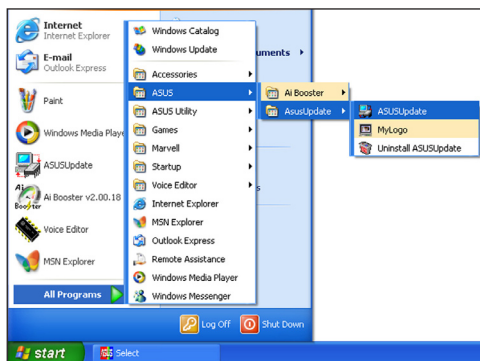 Internet
Internet Explorer
E-mail
Outlook Express
Paint
Windows Media Playe
ASUSUpdate
Ai Booster v2.00.18
Voice Editor
MSN Explorer
All Programs
Windows Catalog
Windows Update
Accessories
ASUS
ASUS Utility
Games
Marvell
Startup
Voice Editor
Internet Explorer
MSN Explorer
Outlook Express
Remote Assistance
Windows Media Player
Windows Messenger
uments
s
Ai Booster
AsusUpdate
ASUSUpdate
MyLogo
Uninstall ASUSUpdate
Log Off
Shut Down
start
Select